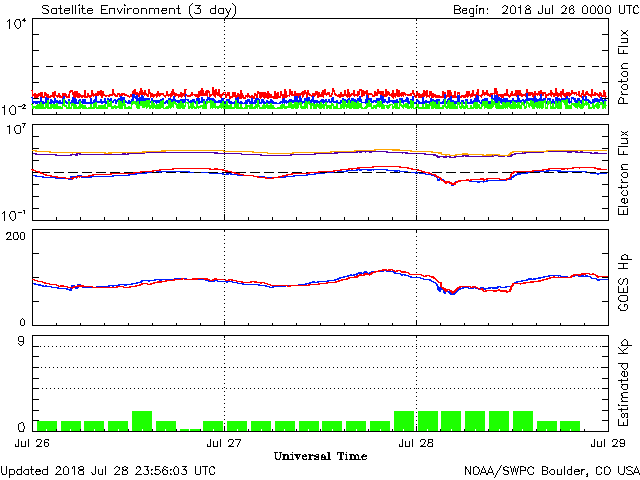 Satellite Environment (3 day)
Begin: 2018 Jul 26 0000 UTC
10⁴
10⁻²
Proton Flux
10⁷
10⁻¹
Electron Flux
200
0
GOES Hp
9
0
Estimated Kp
Jul 26
Jul 27
Jul 28
Jul 29
Universal Time
Updated 2018 Jul 28 23:56:03 UTC
NOAA/SWPC Boulder, CO USA